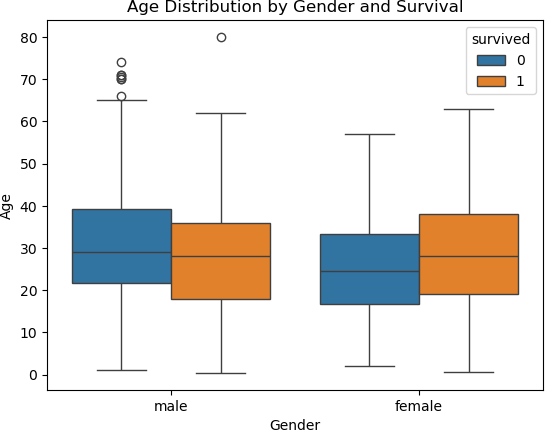 Age Distribution by Gender and Survival
survived
0
1
80
70
60
50
40
30
20
10
0
Age
male
female
Gender